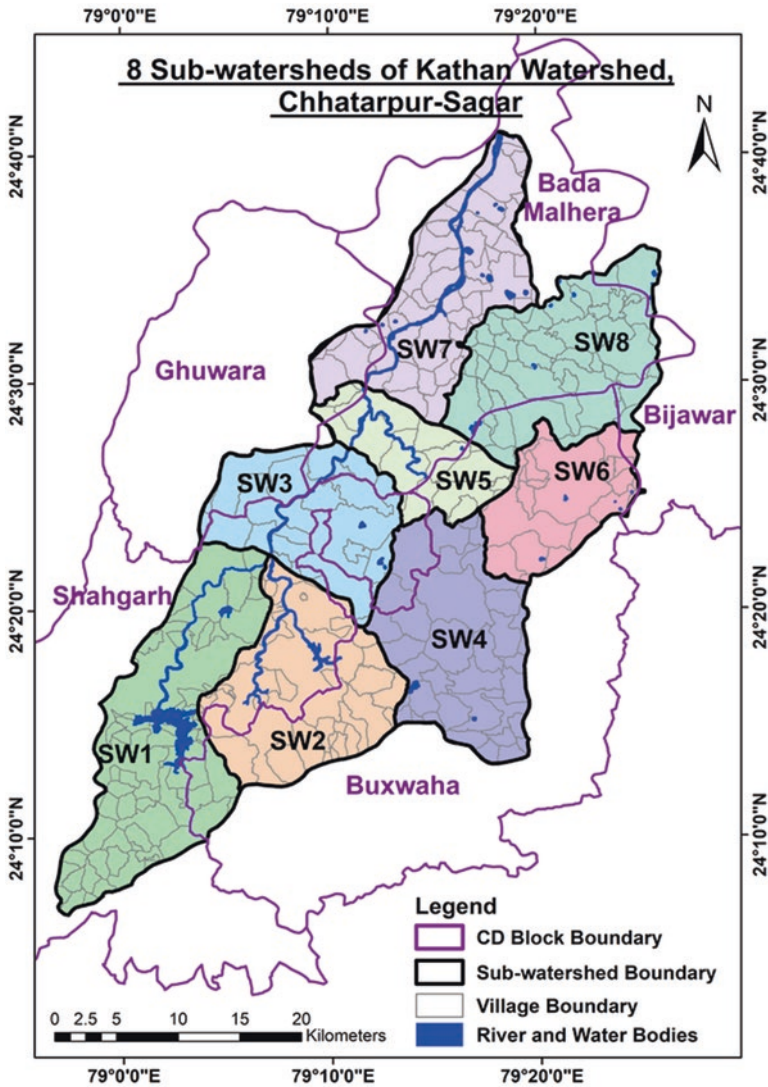 79°0'0"E 79°10'0"E 79°20'0"E
8 Sub-watersheds of Kathan Watershed,
Chhatarpur-Sagar
N
24°40'0"N 24°40'0"N
Bada
Malhera
SW7
SW8
Ghuwara
24°30'0"N 24°30'0"N
Bijawar
SW6
SW3
SW5
Shahgarh
24°20'0"N 24°20'0"N
SW4
SW2
SW1
Buxwaha
24°10'0"N 24°10'0"N
Legend
CD Block Boundary
Sub-watershed Boundary
Village Boundary
River and Water Bodies
0 2.5 5 10 15 20
Kilometers
79°0'0"E 79°10'0"E 79°20'0"E